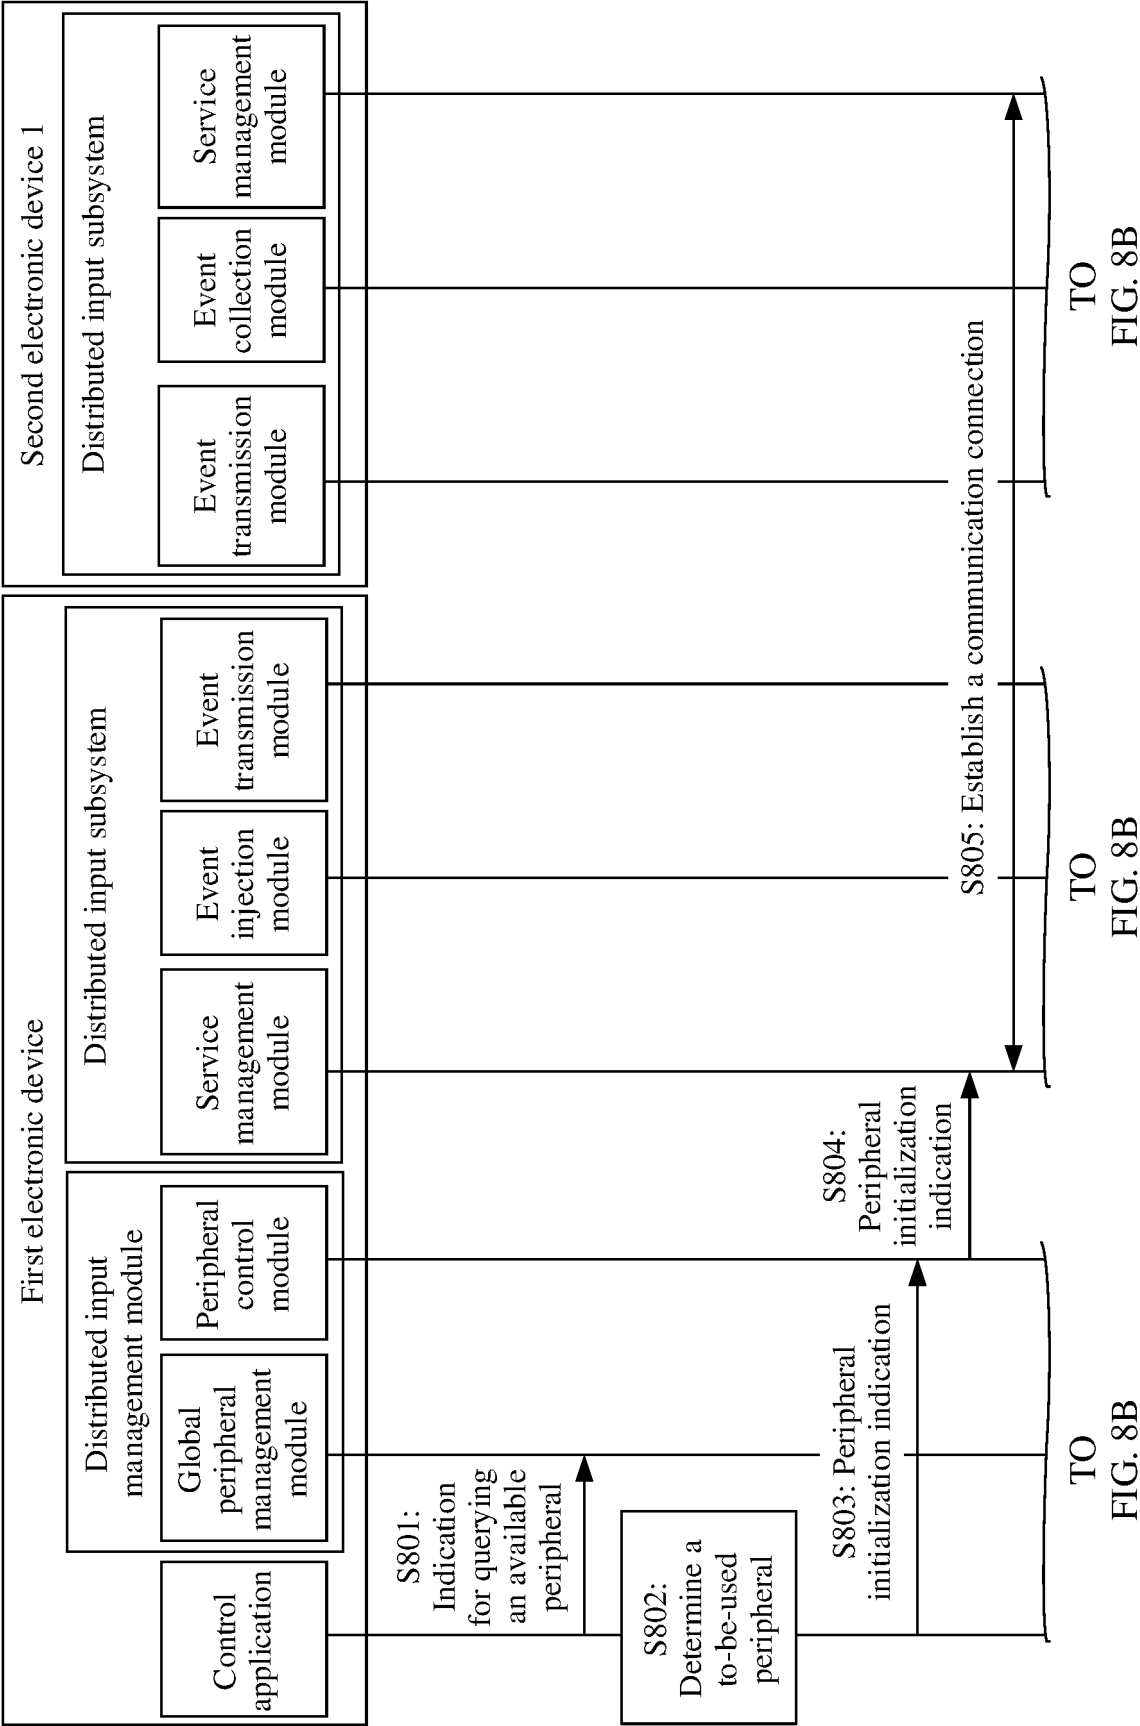 First electronic device
Second electronic device 1
Distributed input
management module
Distributed input subsystem
Distributed input subsystem
Control
application
Global
peripheral
management
module
Peripheral
control
module
Service
management
module
Event
injection
module
Event
transmission
module
Event
transmission
module
Event
collection
module
Service
management
module
S801:
Indication
for querying
an available
peripheral
S802:
Determine a
to-be-used
peripheral
S803: Peripheral
initialization indication
S804:
Peripheral
initialization
indication
S805: Establish a communication connection
TO
FIG. 8B
TO
FIG. 8B
TO
FIG. 8B